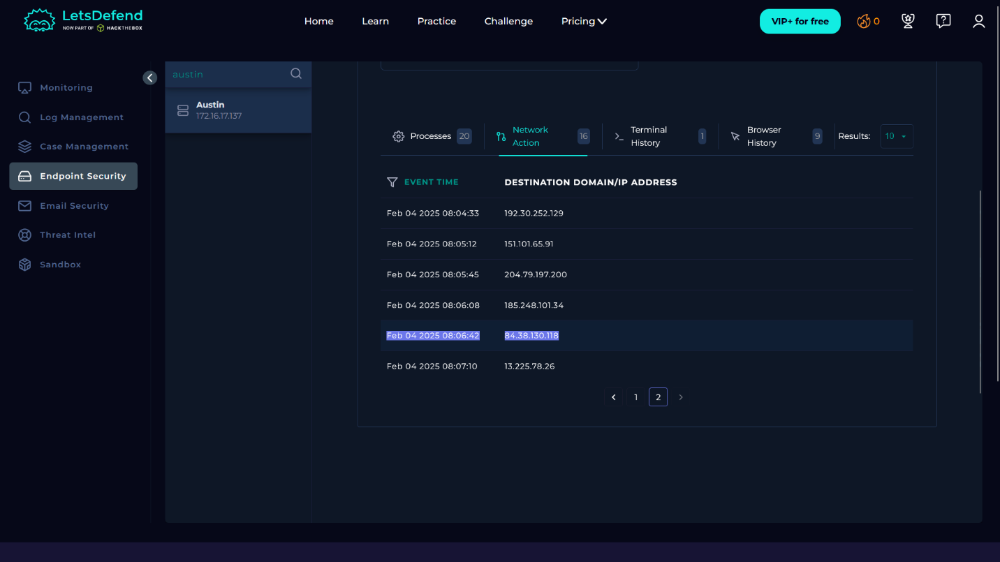 LetsDefend
NOW PART OF HACKTHEBOX
Home
Learn
Practice
Challenge
Pricing
VIP+ for free
0
Monitoring
Log Management
Case Management
Endpoint Security
Email Security
Threat Intel
Sandbox
austin
Austin
172.16.17.137
Processes 20
Network Action 16
Terminal History 1
Browser History 9
Results: 10
EVENT TIME DESTINATION DOMAIN/IP ADDRESS
Feb 04 2025 08:04:33 192.30.252.129
Feb 04 2025 08:05:12 151.101.65.91
Feb 04 2025 08:05:45 204.79.197.200
Feb 04 2025 08:06:08 185.248.101.34
Feb 04 2025 08:06:42 84.38.130.118
Feb 04 2025 08:07:10 13.225.78.26
1 2